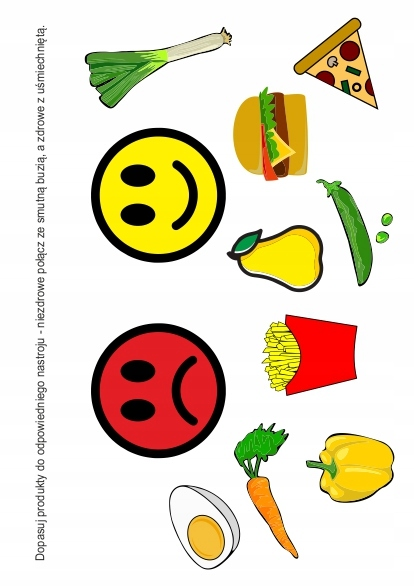 Dopasuj produkty do odpowiedniego nastroju - niezdrowe połącz ze smutną buzią, a zdrowe z uśmiechniętą.